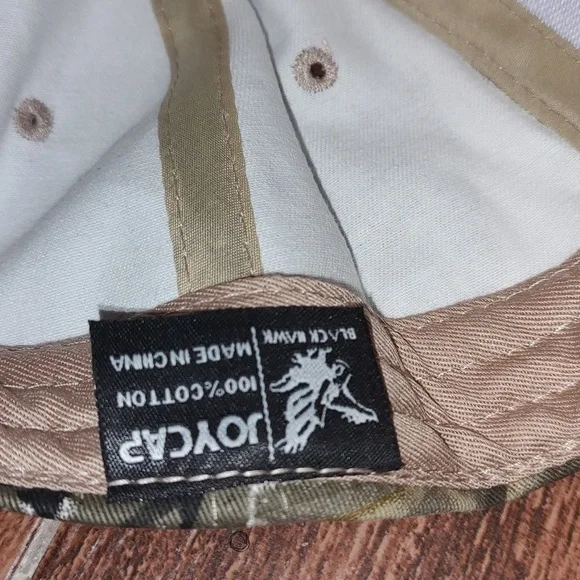 JOYCAP
100% COTTON
MADE IN CHINA
BLACK HAWK